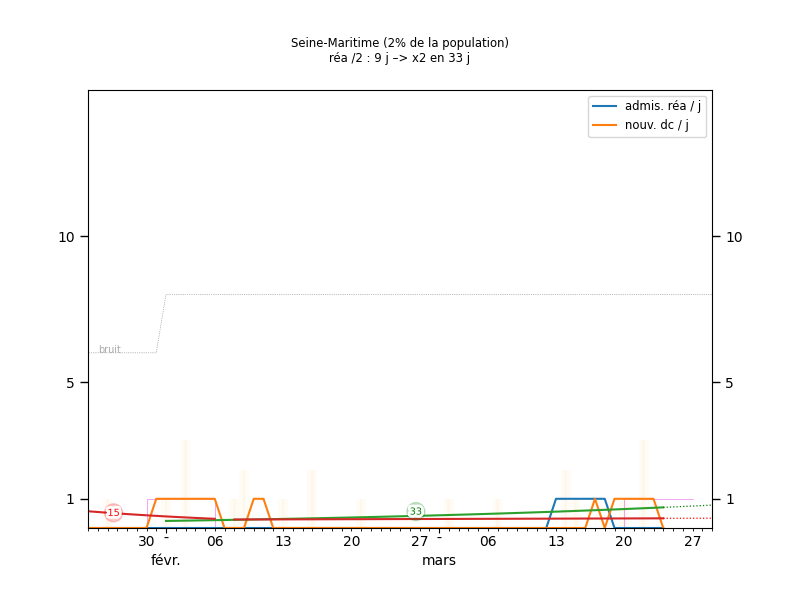 Seine-Maritime (2% de la population)
réa /2 : 9 j –> x2 en 33 j
admis. réa / j
nouv. dc / j
10 10
bruit
5 5
1 1
15 33
30 - 06 13 20 27 - 06 13 20 27
févr. mars